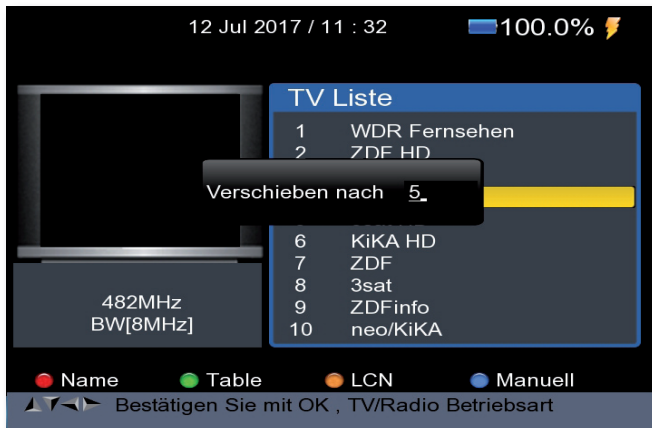 12 Jul 2017 / 11 : 32 100.0%
TV Liste
1 WDR Fernsehen
2 ZDF HD
Verschieben nach 5
6 KiKA HD
7 ZDF
8 3sat
9 ZDFinfo
10 neo/KiKA
482MHz
BW[8MHz]
Name Table LCN Manuell
Bestätigen Sie mit OK , TV/Radio Betriebsart